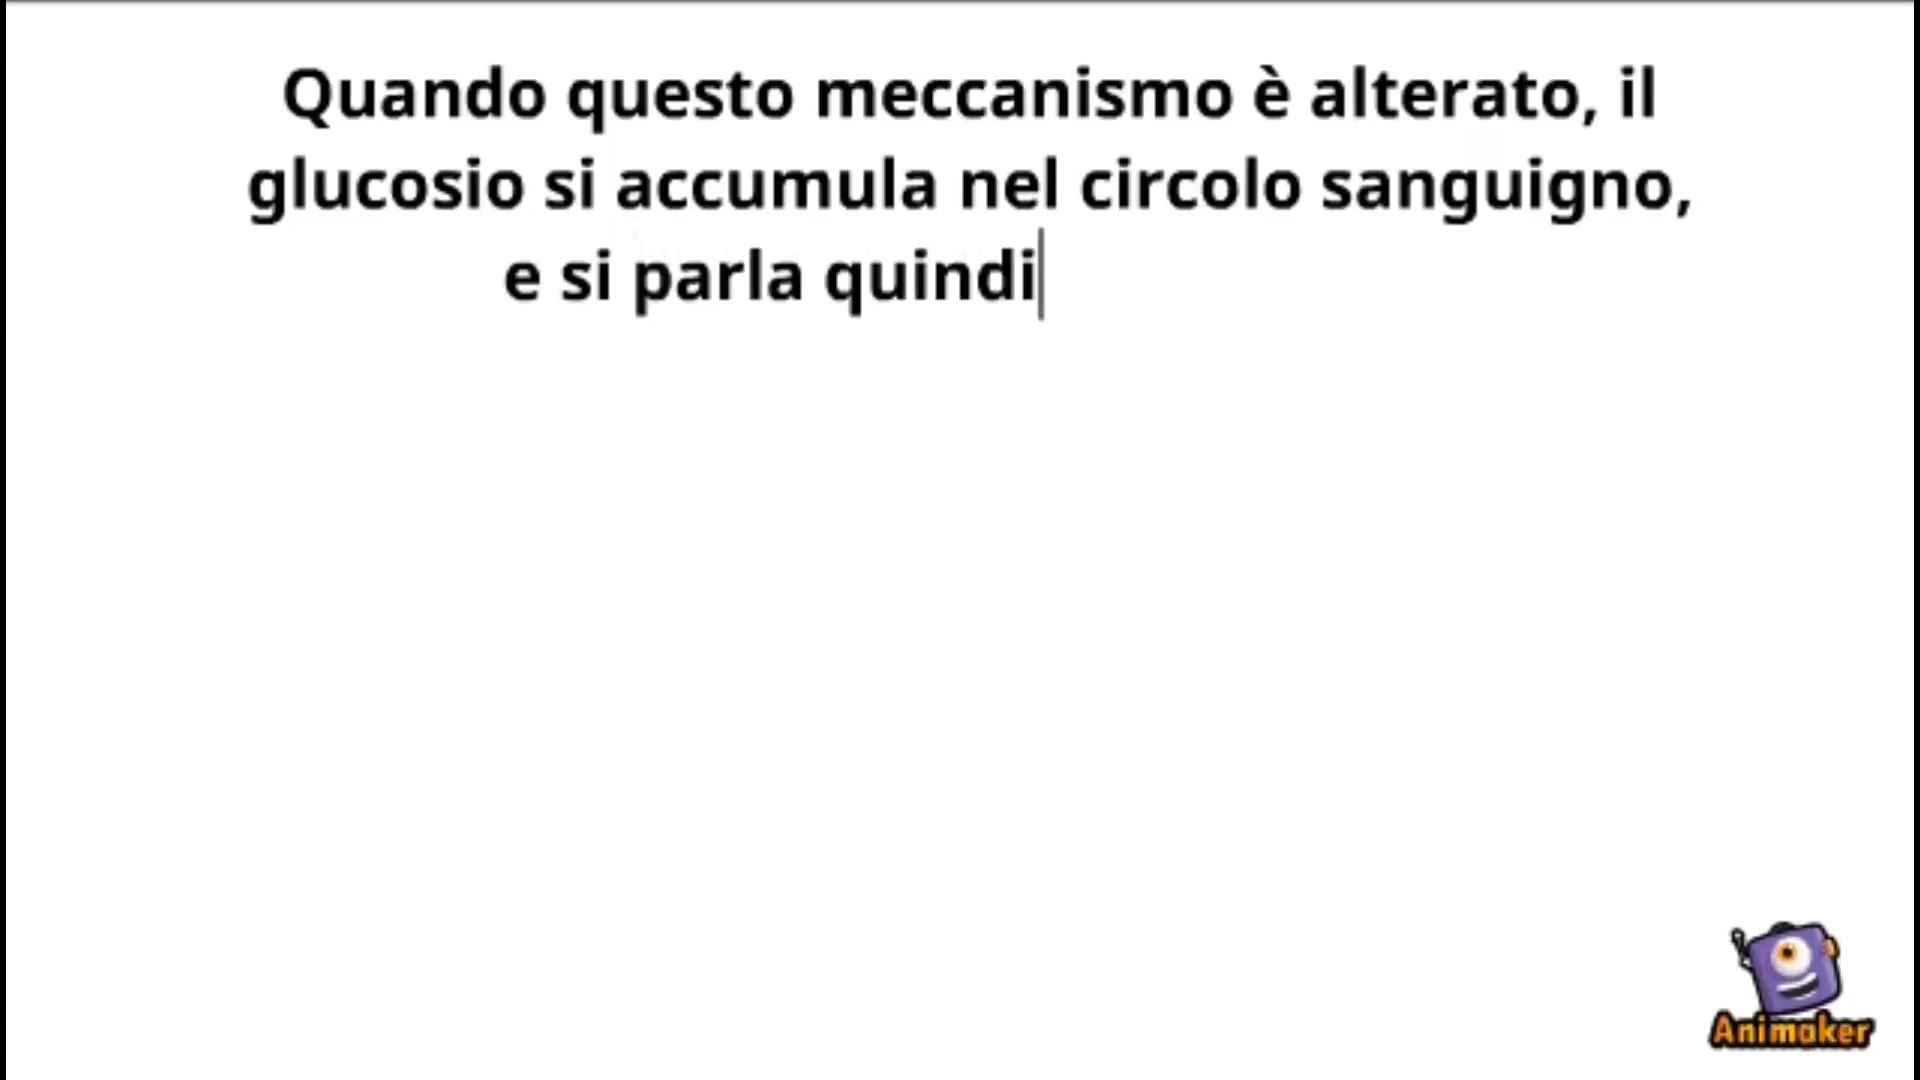 Quando questo meccanismo è alterato, il
glucosio si accumula nel circolo sanguigno,
e si parla quindi
Animaker